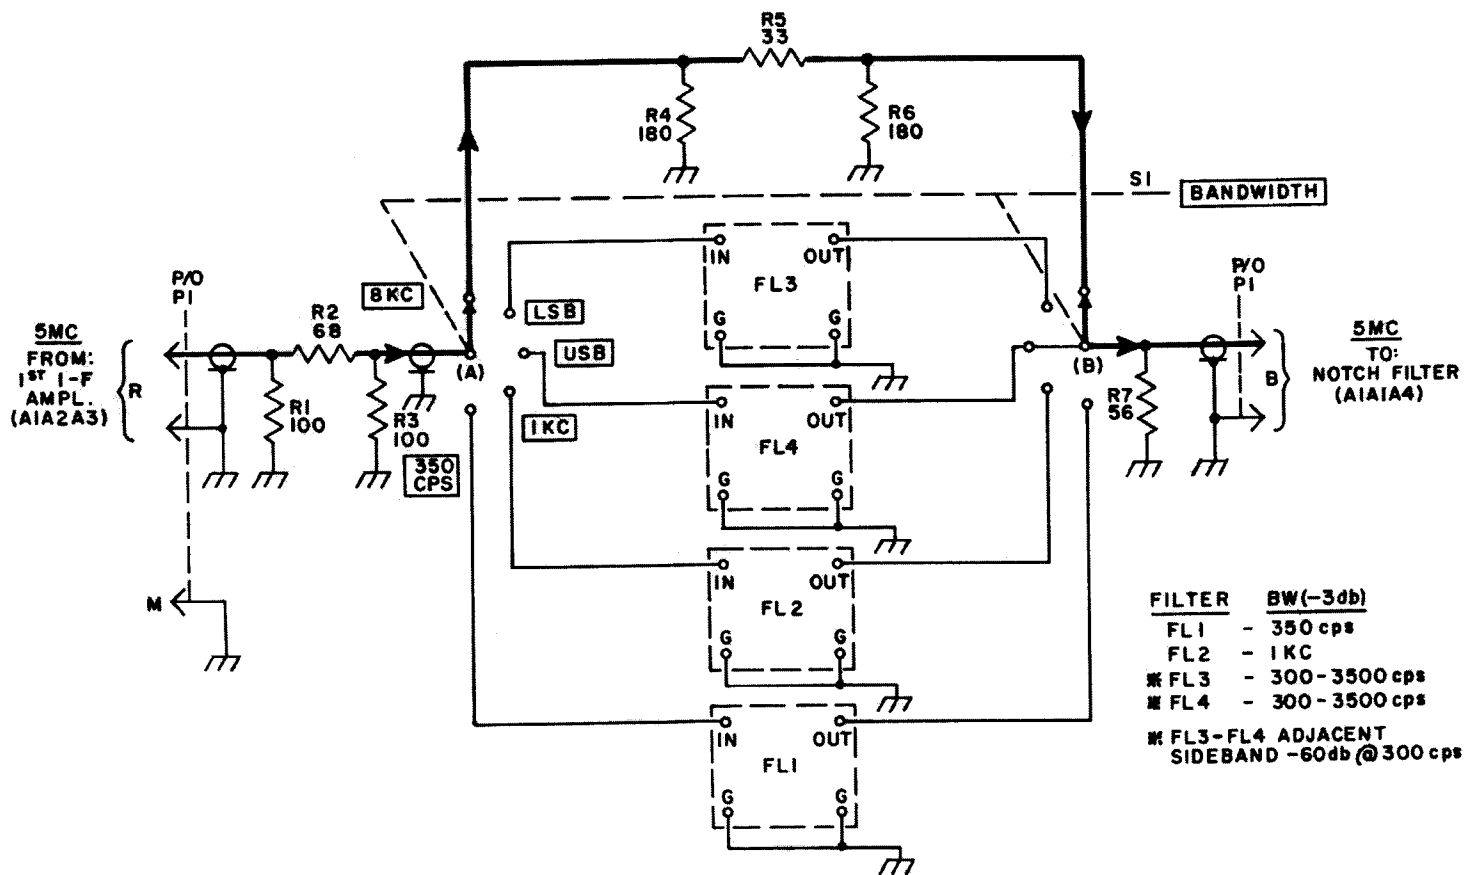 R5
33
R4
180
R6
180
S1
BANDWIDTH
IN
OUT
FL3
G
G
P/O
P1
8KC
R2
68
LSB
USB
1KC
350
CPS
5MC
FROM:
1ST I-F
AMPL.
(A1A2A3)
R
R1
100
R3
100
(A)
(B)
R7
56
P/O
P1
B
5MC
TO:
NOTCH FILTER
(A1A1A4)
IN
OUT
FL4
G
G
IN
OUT
FL2
G
G
M
IN
OUT
FL1
G
G
FILTER BW(-3db)
FL1 - 350 cps
FL2 - 1KC
※ FL3 - 300-3500 cps
※ FL4 - 300-3500 cps
※ FL3-FL4 ADJACENT
SIDEBAND -60db @ 300 cps